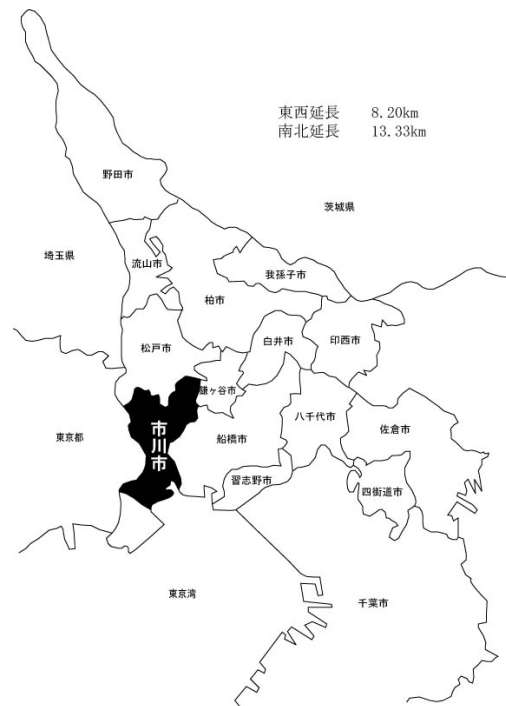 東西延長 8.20km
南北延長 13.33km
野田市
茨城県
埼玉県
流山市
我孫子市
柏市
松戸市
白井市
印西市
鎌ヶ谷市
市川市
東京都
船橋市
八千代市
佐倉市
習志野市
四街道市
東京湾
千葉市